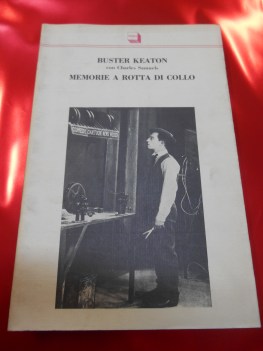 BUSTER KEATON
con Charles Samuels
MEMORIE A ROTTA DI COLLO